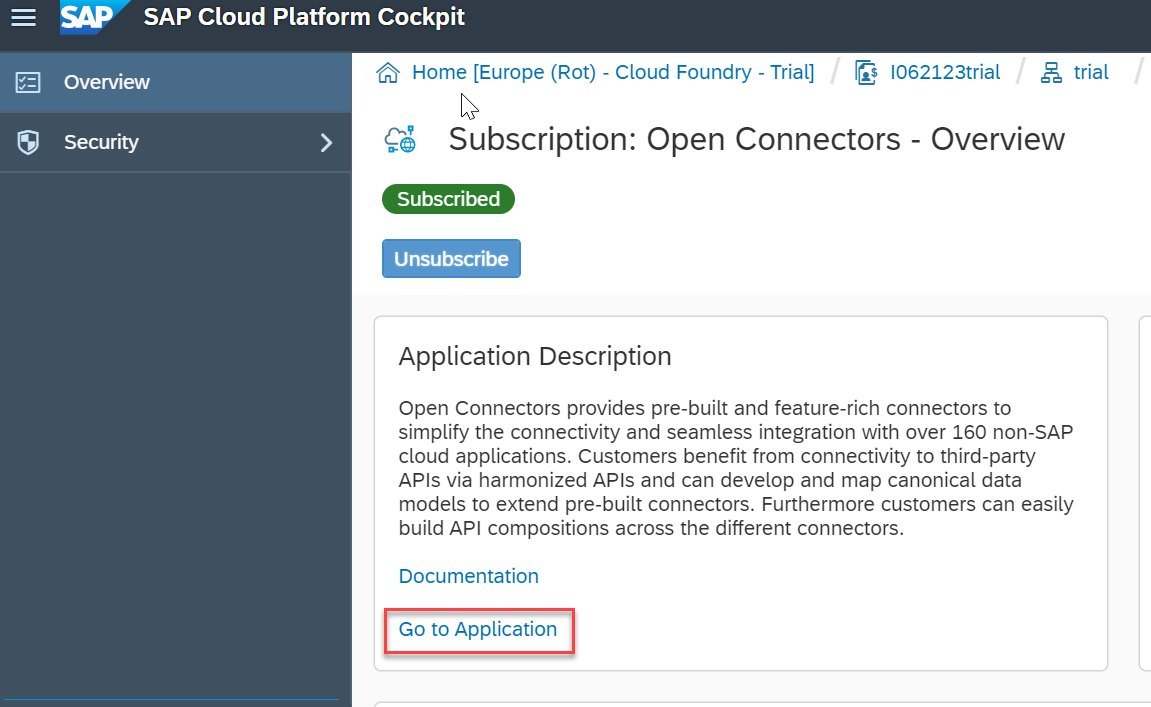 SAP SAP Cloud Platform Cockpit
Overview
Security
Home [Europe (Rot) - Cloud Foundry - Trial] / I062123trial / trial /
Subscription: Open Connectors - Overview
Subscribed
Unsubscribe
Application Description
Open Connectors provides pre-built and feature-rich connectors to
simplify the connectivity and seamless integration with over 160 non-SAP
cloud applications. Customers benefit from connectivity to third-party
APIs via harmonized APIs and can develop and map canonical data
models to extend pre-built connectors. Furthermore customers can easily
build API compositions across the different connectors.
Documentation
Go to Application